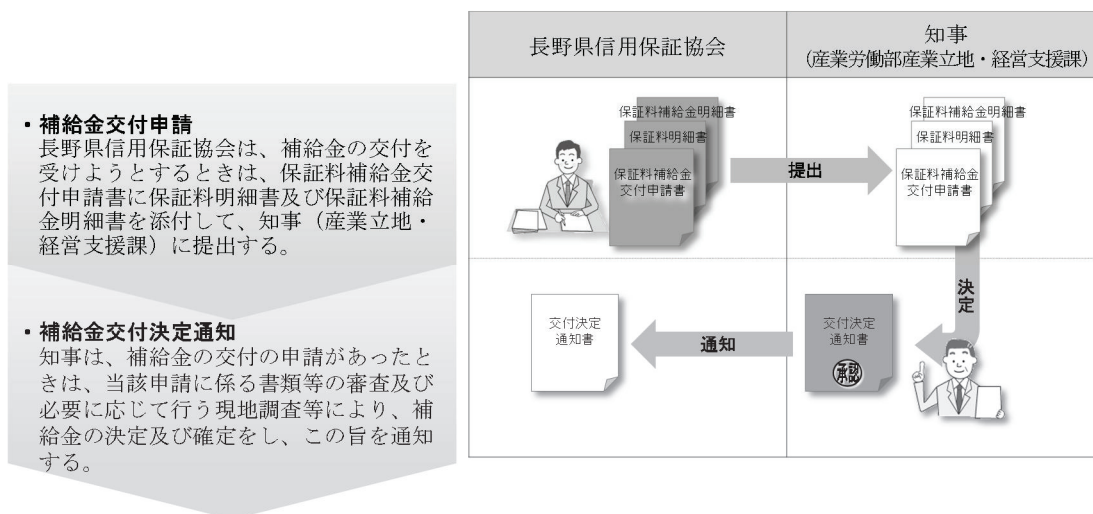 長野県信用保証協会
知事
（産業労働部産業立地・経営支援課）
・補給金交付申請
長野県信用保証協会は、補給金の交付を
受けようとするときは、保証料補給金交
付申請書に保証料明細書及び保証料補給
金明細書を添付して、知事（産業立地・
経営支援課）に提出する。
保証料補給金明細書
保証料明細書
保証料補給金
交付申請書
提出
保証料補給金明細書
保証料明細書
保証料補給金
交付申請書
決定
・補給金交付決定通知
知事は、補給金の交付の申請があったと
きは、当該申請に係る書類等の審査及び
必要に応じて行う現地調査等により、補
給金の決定及び確定をし、この旨を通知
する。
交付決定
通知書
通知
交付決定
通知書
承認